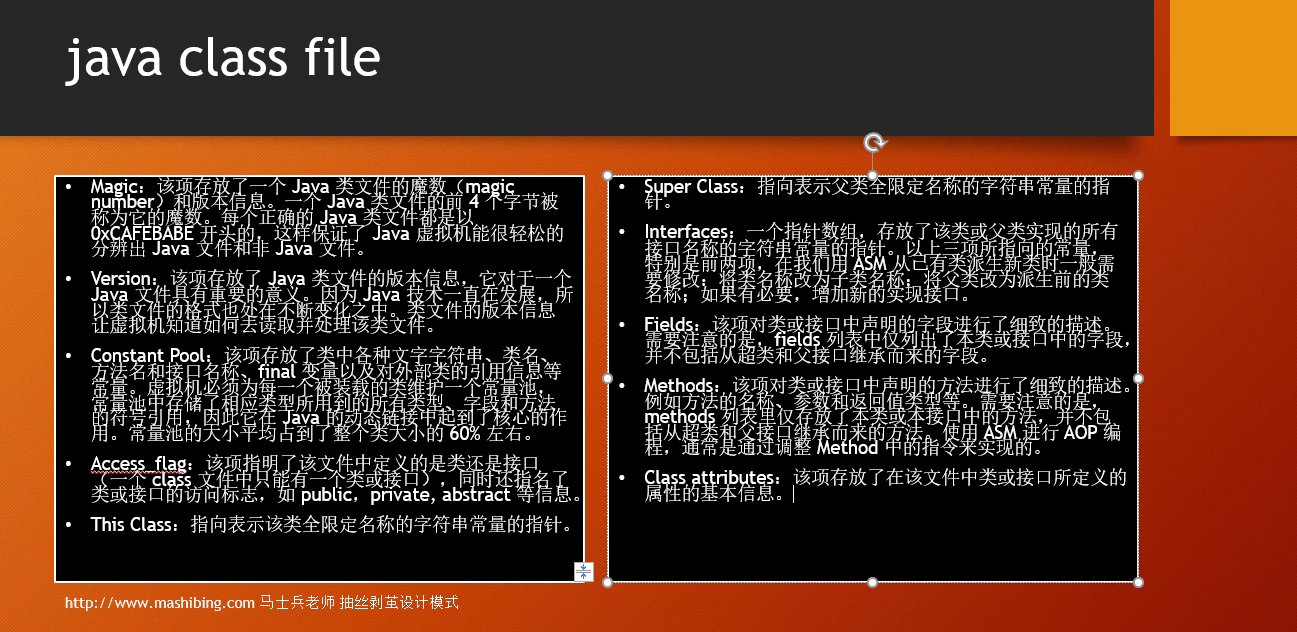 java class file
• Magic：该项存放了一个 Java 类文件的魔数（magic
number）和版本信息。一个 Java 类文件的前 4 个字节被
称为它的魔数。每个正确的 Java 类文件都是以
0xCAFEBABE 开头的，这样保证了 Java 虚拟机能很轻松的
分辨出 Java 文件和非 Java 文件。
• Version：该项存放了 Java 类文件的版本信息，它对于一个
Java 文件具有重要的意义。因为 Java 技术一直在发展，所
以类文件的格式也处在不断变化之中。类文件的版本信息
让虚拟机知道如何去读取并处理该类文件。
• Constant Pool：该项存放了类中各种文字字符串、类名、
方法名和接口名称、final 变量以及对外部类的引用信息等
常量。虚拟机必须为每一个被装载的类维护一个常量池，
常量池中存储了相应类型所用到的所有类型、字段和方法
的符号引用，因此它在 Java 的动态链接中起到了核心的作
用。常量池的大小平均占到了整个类大小的 60% 左右。
• Access_flag：该项指明了该文件中定义的是类还是接口
（一个 class 文件中只能有一个类或接口），同时还指名了
类或接口的访问标志，如 public，private, abstract 等信息。
• This Class：指向表示该类全限定名称的字符串常量的指针。
• Super Class：指向表示父类全限定名称的字符串常量的指
针。
• Interfaces：一个指针数组，存放了该类或父类实现的所有
接口名称的字符串常量的指针。以上三项所指向的常量，
特别是前两项，在我们用 ASM 从已有类派生新类时一般需
要修改：将类名称改为子类名称；将父类改为派生前的类
名称；如果有必要，增加新的实现接口。
• Fields：该项对类或接口中声明的字段进行了细致的描述。
需要注意的是，fields 列表中仅列出了本类或接口中的字段，
并不包括从超类和父接口继承而来的字段。
• Methods：该项对类或接口中声明的方法进行了细致的描述。
例如方法的名称、参数和返回值类型等。需要注意的是，
methods 列表里仅存放了本类或本接口中的方法，并不包
括从超类和父接口继承而来的方法。使用 ASM 进行 AOP 编
程，通常是通过调整 Method 中的指令来实现的。
• Class attributes：该项存放了在该文件中类或接口所定义的
属性的基本信息。
http://www.mashibing.com 马士兵老师 抽丝剥茧设计模式